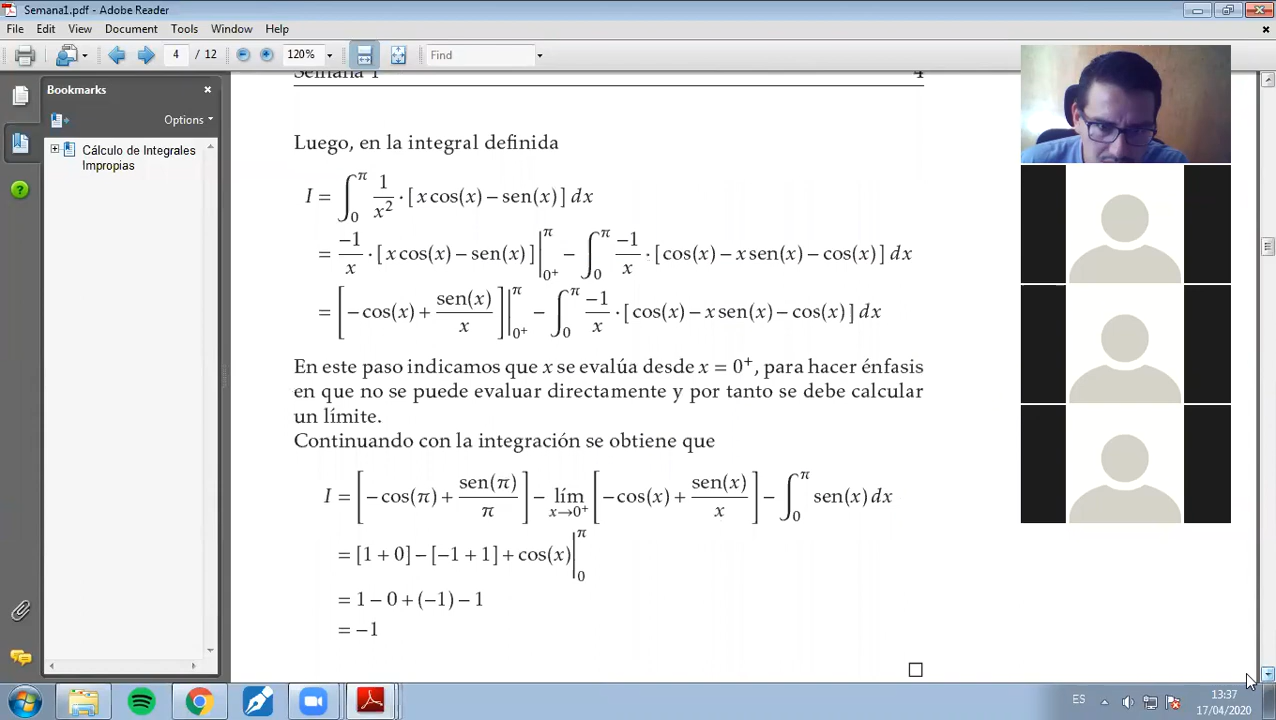 Semana1.pdf - Adobe Reader
File Edit View Document Tools Window Help
4 / 12 120% Find
Bookmarks
Options
Cálculo de Integrales
Impropias
Semana 1 4
Luego, en la integral definida
I = ∫₀^π 1/x² · [x cos(x) − sen(x)] dx
= −1/x · [x cos(x) − sen(x)] |_{0⁺}^π − ∫₀^π −1/x · [cos(x) − x sen(x) − cos(x)] dx
= [− cos(x) + sen(x)/x] |_{0⁺}^π − ∫₀^π −1/x · [cos(x) − x sen(x) − cos(x)] dx
En este paso indicamos que x se evalúa desde x = 0⁺, para hacer énfasis
en que no se puede evaluar directamente y por tanto se debe calcular
un límite.
Continuando con la integración se obtiene que
I = [− cos(π) + sen(π)/π] − lím_{x→0⁺} [− cos(x) + sen(x)/x] − ∫₀^π sen(x) dx
= [1 + 0] − [−1 + 1] + cos(x) |₀^π
= 1 − 0 + (−1) − 1
= −1
ES
13:37
17/04/2020